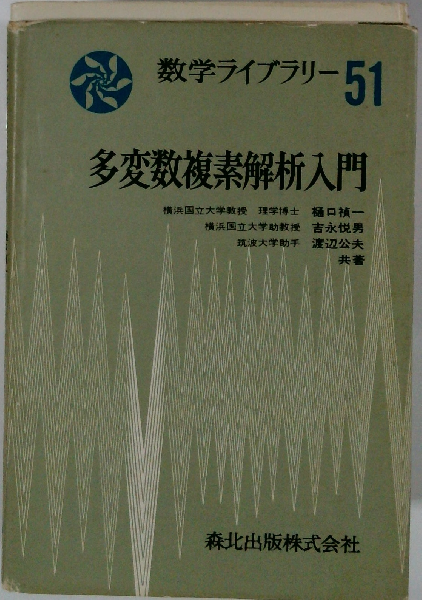 数学ライブラリー51
多変数複素解析入門
横浜国立大学教授 理学博士 樋口禎一
横浜国立大学助教授 吉永悦男
筑波大学助手 渡辺公夫
共著
森北出版株式会社